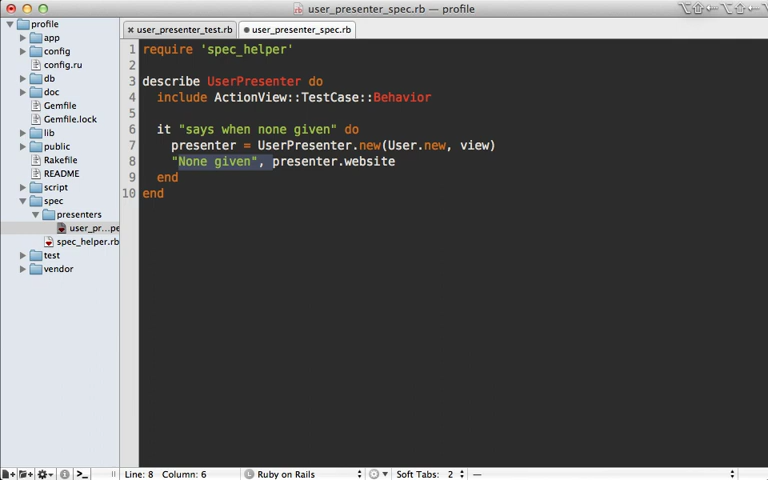 user_presenter_spec.rb — profile
profile
app
config
config.ru
db
doc
Gemfile
Gemfile.lock
lib
public
Rakefile
README
script
spec
presenters
user_pr...pe
spec_helper.rb
test
vendor
user_presenter_test.rb
user_presenter_spec.rb
1 require 'spec_helper'
2
3 describe UserPresenter do
4 include ActionView::TestCase::Behavior
5
6 it "says when none given" do
7 presenter = UserPresenter.new(User.new, view)
8 "None given", presenter.website
9 end
10 end
Line: 8 Column: 6
Ruby on Rails
Soft Tabs: 2
—